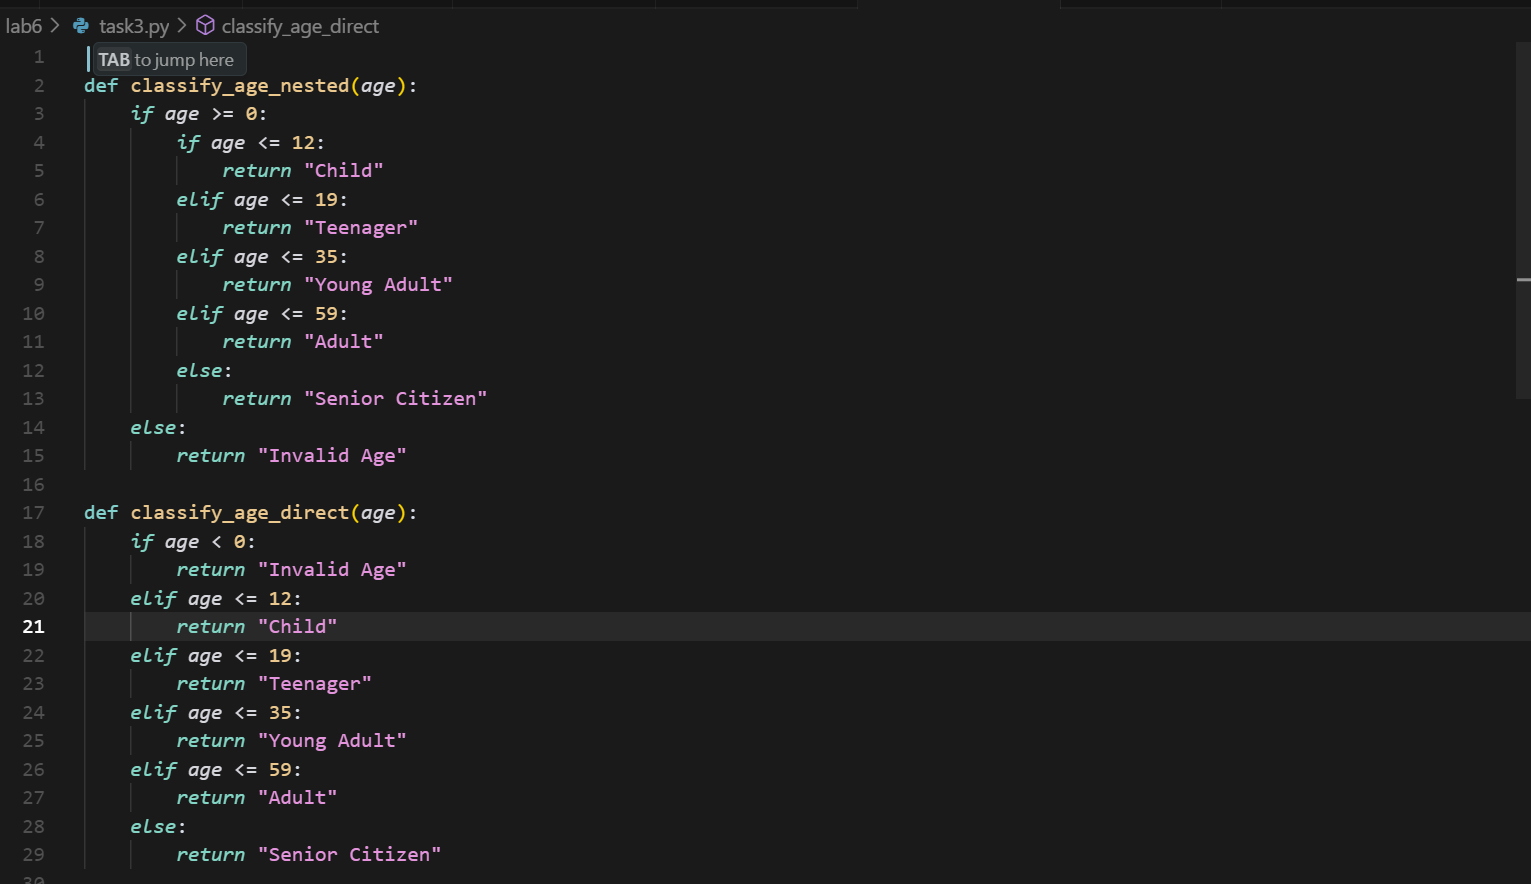 lab6 > task3.py > classify_age_direct
1 TAB to jump here
2 def classify_age_nested(age):
3     if age >= 0:
4         if age <= 12:
5             return "Child"
6         elif age <= 19:
7             return "Teenager"
8         elif age <= 35:
9             return "Young Adult"
10         elif age <= 59:
11             return "Adult"
12         else:
13             return "Senior Citizen"
14     else:
15         return "Invalid Age"
16
17 def classify_age_direct(age):
18     if age < 0:
19         return "Invalid Age"
20     elif age <= 12:
21         return "Child"
22     elif age <= 19:
23         return "Teenager"
24     elif age <= 35:
25         return "Young Adult"
26     elif age <= 59:
27         return "Adult"
28     else:
29         return "Senior Citizen"
30